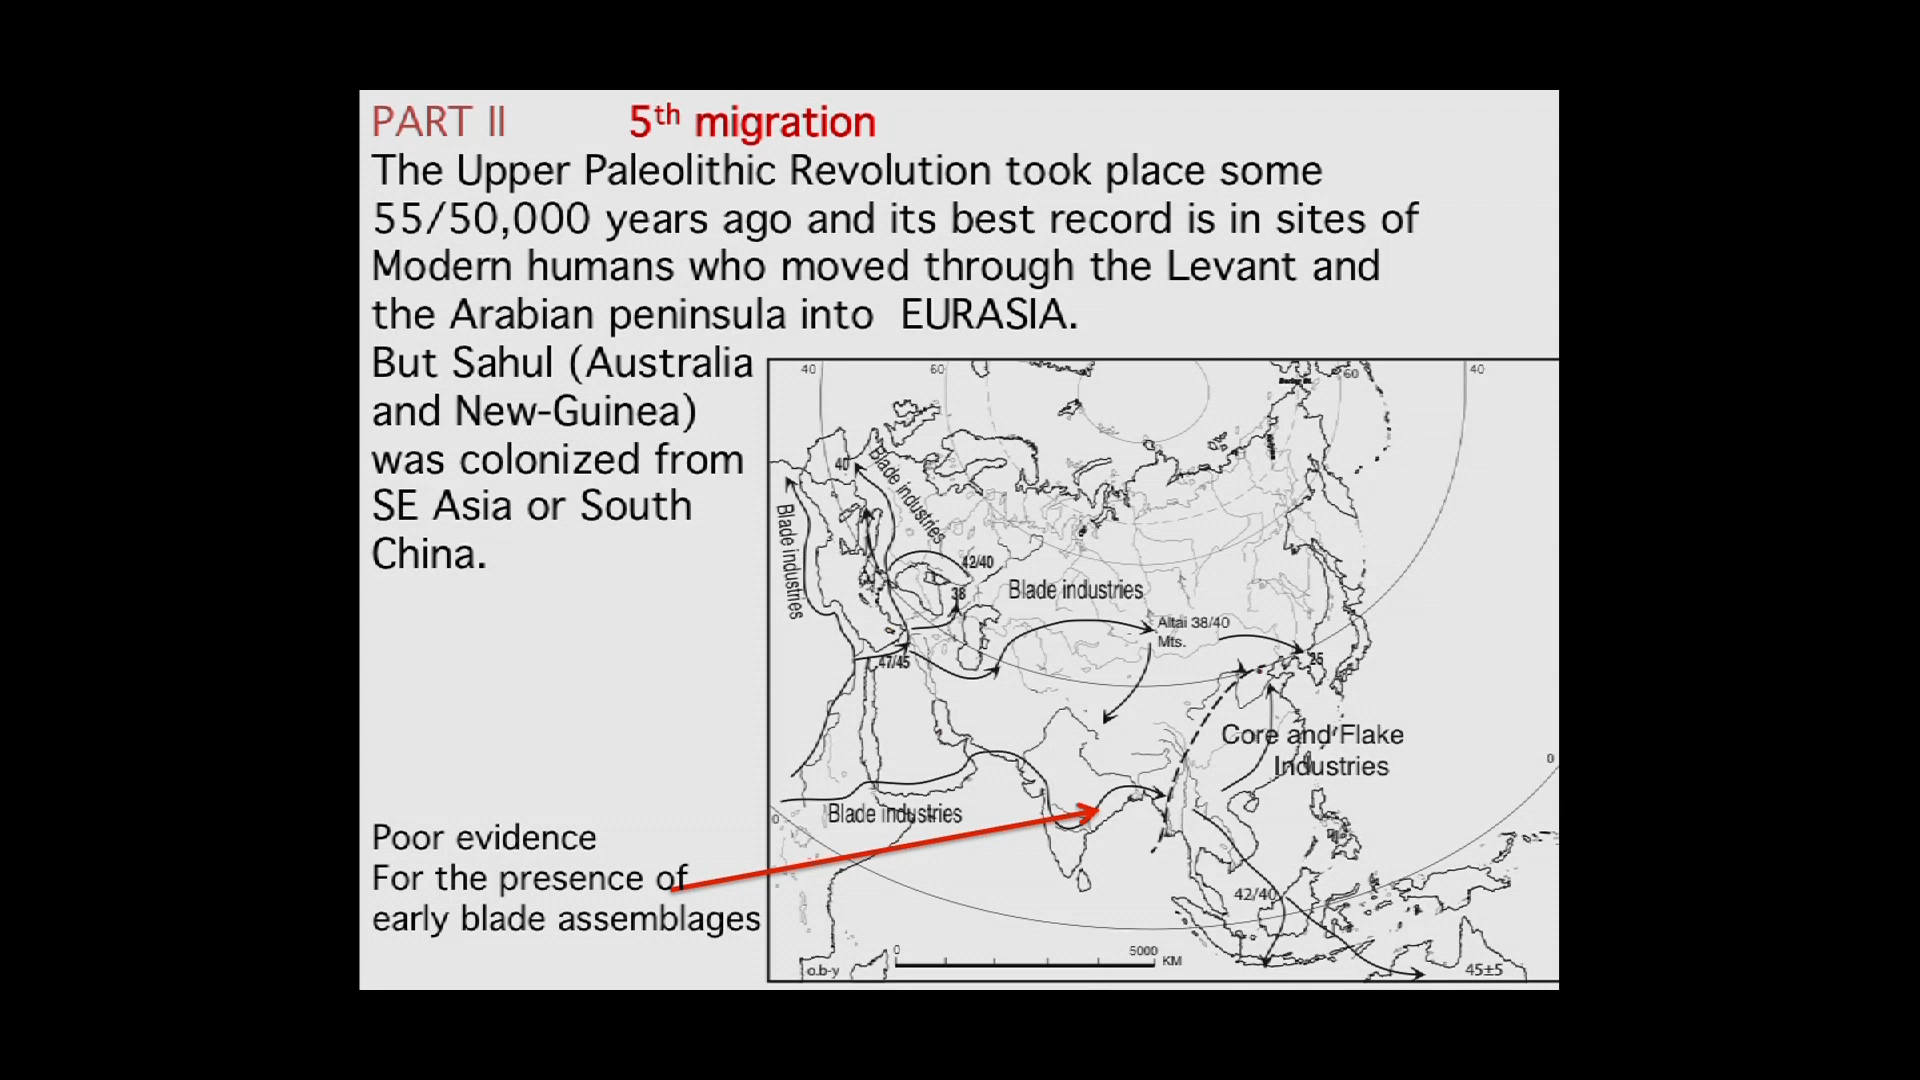 PART II 5th migration
The Upper Paleolithic Revolution took place some
55/50,000 years ago and its best record is in sites of
Modern humans who moved through the Levant and
the Arabian peninsula into EURASIA.
But Sahul (Australia
and New-Guinea)
was colonized from
SE Asia or South
China.
Poor evidence
For the presence of
early blade assemblages
40
60
60
40
40
Blade industries
Blade industries
42/40
38
Blade industries
Altai 38/40
Mts.
47/45
25
Core and Flake
Industries
0
Blade industries
0
42/40
0
5000
KM
o.b-y
45±5